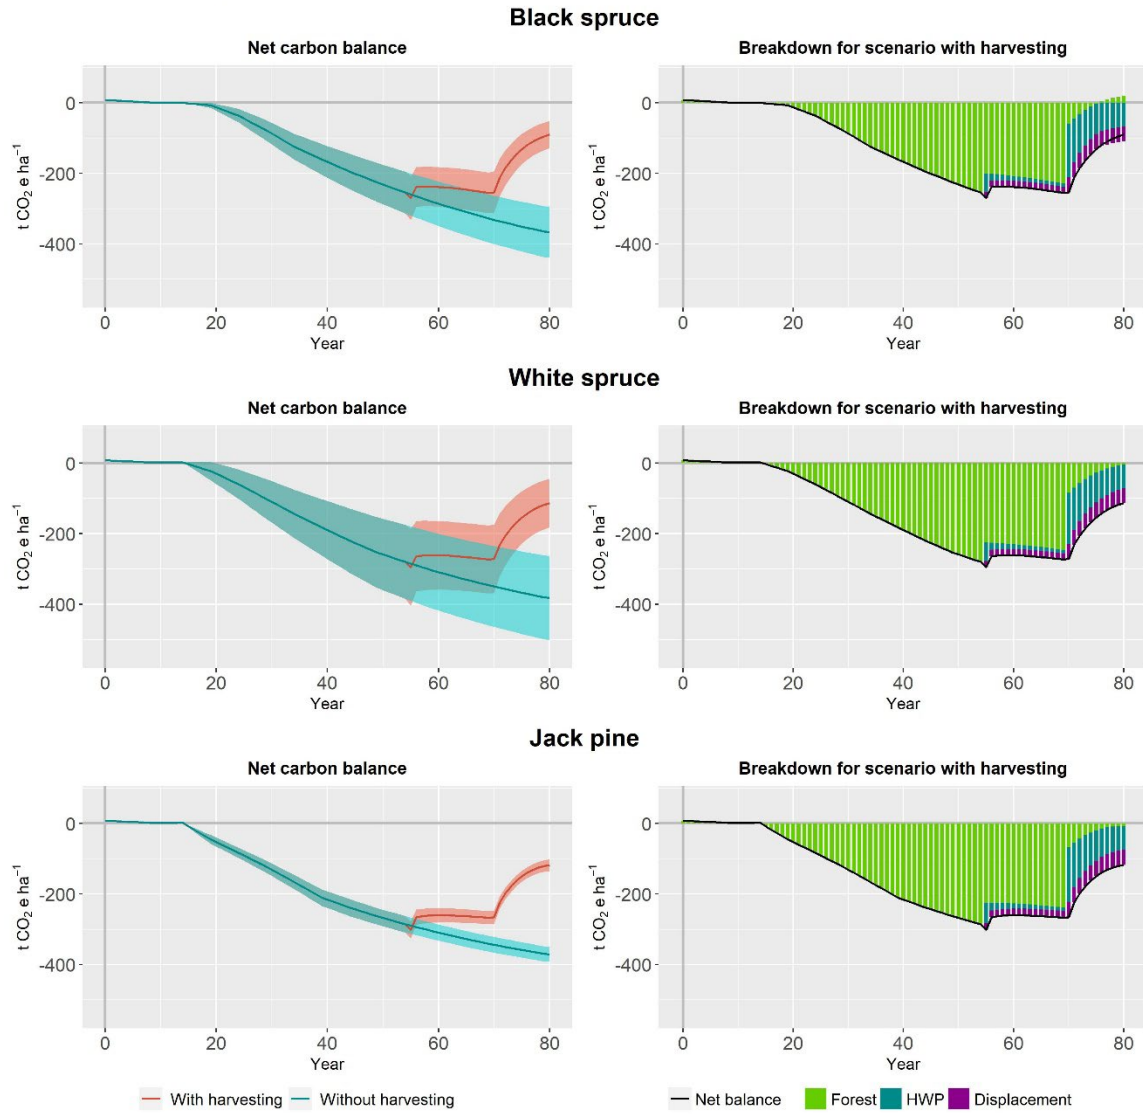 Black spruce
Net carbon balance
Breakdown for scenario with harvesting
0
-200
-400
t CO₂ e ha⁻¹
0 20 40 60 80
Year
0
-200
-400
t CO₂ e ha⁻¹
0 20 40 60 80
Year
White spruce
Net carbon balance
Breakdown for scenario with harvesting
0
-200
-400
t CO₂ e ha⁻¹
0 20 40 60 80
Year
0
-200
-400
t CO₂ e ha⁻¹
0 20 40 60 80
Year
Jack pine
Net carbon balance
Breakdown for scenario with harvesting
0
-200
-400
t CO₂ e ha⁻¹
0 20 40 60 80
Year
0
-200
-400
t CO₂ e ha⁻¹
0 20 40 60 80
Year
With harvesting Without harvesting
Net balance Forest HWP Displacement